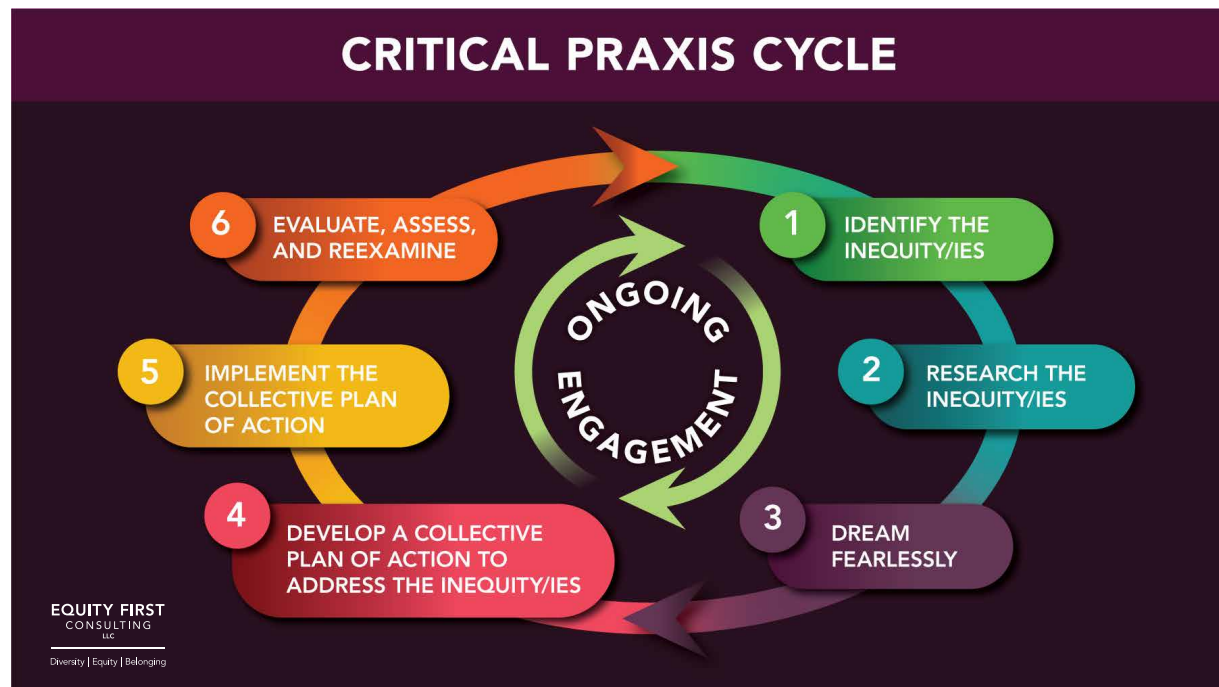 CRITICAL PRAXIS CYCLE
1
IDENTIFY THE
INEQUITY/IES
2
RESEARCH THE
INEQUITY/IES
3
DREAM
FEARLESSLY
4
DEVELOP A COLLECTIVE
PLAN OF ACTION TO
ADDRESS THE INEQUITY/IES
5
IMPLEMENT THE
COLLECTIVE PLAN
OF ACTION
6
EVALUATE, ASSESS,
AND REEXAMINE
ONGOING
ENGAGEMENT
EQUITY FIRST
CONSULTING
LLC
Diversity | Equity | Belonging